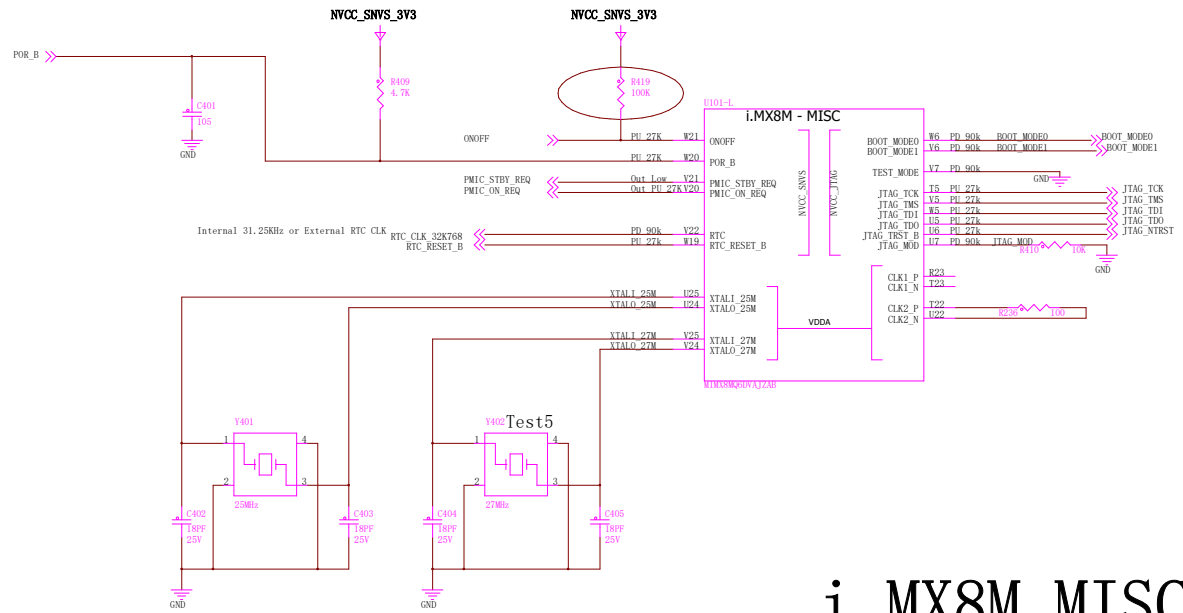 NVCC_SNVS_3V3
NVCC_SNVS_3V3
POR_B
R409
4.7K
R419
100K
C401
105
GND
U101-L
i.MX8M - MISC
ONOFF
PU 27K
W21
ONOFF
PU 27K
W20
POR_B
PMIC_STBY_REQ
Out Low
V21
PMIC_STBY_REQ
PMIC_ON_REQ
Out PU 27K
V20
PMIC_ON_REQ
Internal 31.25KHz or External RTC CLK
RTC_CLK_32K768
PD 90k
V22
RTC
RTC_RESET_B
PU 27k
W19
RTC_RESET_B
XTALI_25M
U25
XTALI_25M
XTALO_25M
U24
XTALO_25M
XTALI_27M
V25
XTALI_27M
XTALO_27M
V24
XTALO_27M
NVCC_SNVS
NVCC_JTAG
VDDA
BOOT_MODE0
W6
PD 90k
BOOT_MODE0
BOOT_MODE0
BOOT_MODE1
V6
PD 90k
BOOT_MODE1
BOOT_MODE1
TEST_MODE
V7
PD 90k
GND
JTAG_TCK
T5
PU 27k
JTAG_TCK
JTAG_TMS
V5
PU 27k
JTAG_TMS
JTAG_TDI
W5
PU 27k
JTAG_TDI
JTAG_TDO
U5
PU 27k
JTAG_TDO
JTAG_TRST_B
U6
PU 27k
JTAG_NTRST
JTAG_MOD
U7
PD 90k
JTAG_MOD
R410
10K
GND
CLK1_P
R23
CLK1_N
T23
CLK2_P
T22
CLK2_N
U22
R236
100
MIMX8MQ6DVAJZAB
Y401
1
4
2
3
25MHz
C402
18PF
25V
C403
18PF
25V
GND
Y402
Test5
1
4
2
3
27MHz
C404
18PF
25V
C405
18PF
25V
GND
i.MX8M MISC